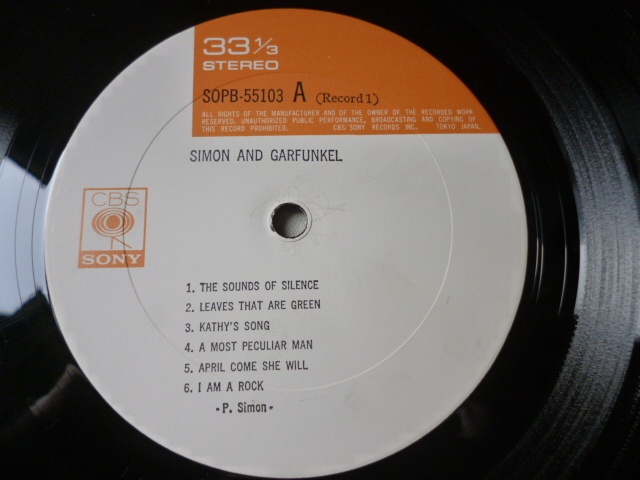 33 1/3
STEREO
SOPB-55103 A (Record 1)
ALL RIGHTS OF THE MANUFACTURER AND OF THE OWNER OF THE RECORDED WORK
RESERVED. UNAUTHORIZED PUBLIC PERFORMANCE, BROADCASTING AND COPYING OF
THIS RECORD PROHIBITED. CBS/SONY RECORDS INC. TOKYO JAPAN.
SIMON AND GARFUNKEL
CBS
SONY
1. THE SOUNDS OF SILENCE
2. LEAVES THAT ARE GREEN
3. KATHY'S SONG
4. A MOST PECULIAR MAN
5. APRIL COME SHE WILL
6. I AM A ROCK
-P. Simon-